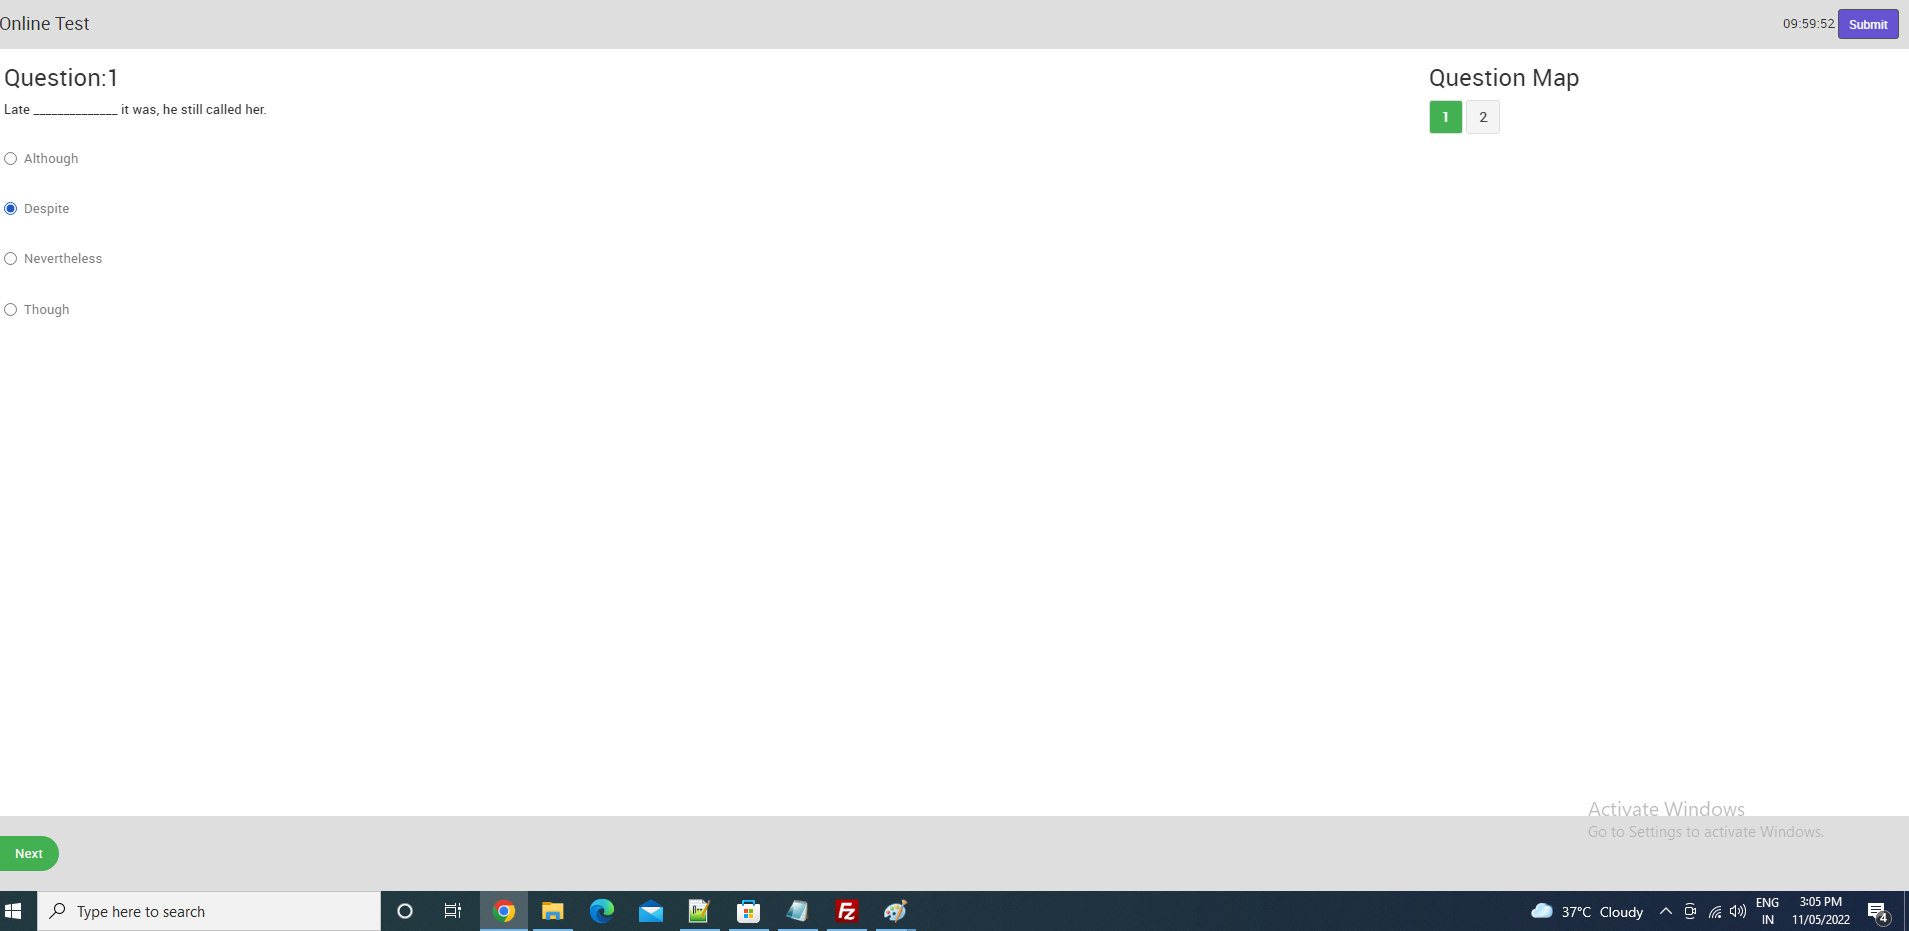 Online Test
09:59:52 Submit
Question:1
Late ______________ it was, he still called her.
Although
Despite
Nevertheless
Though
Question Map
1 2
Activate Windows
Go to Settings to activate Windows.
Next
Type here to search
37°C Cloudy
ENG
IN
3:05 PM
11/05/2022
4